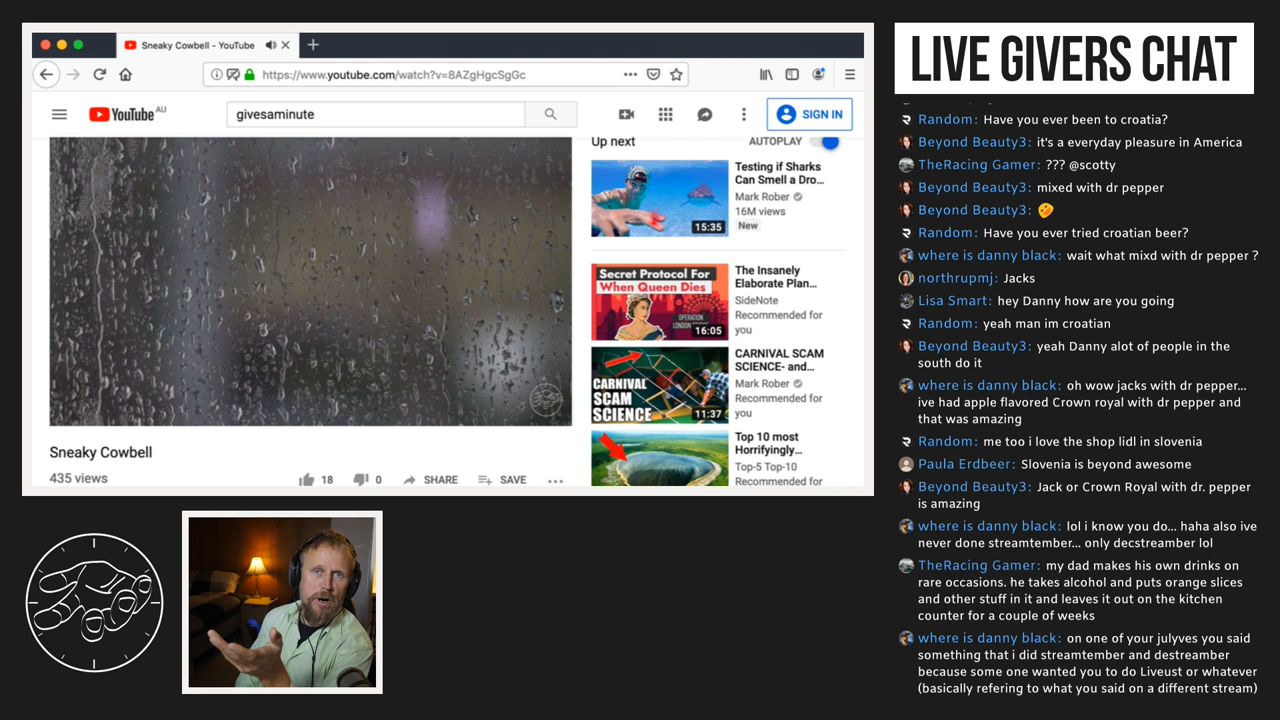 Sneaky Cowbell - YouTube
https://www.youtube.com/watch?v=8AZgHgcSgGc
YouTube AU
givesaminute
SIGN IN
Up next
AUTOPLAY
Testing if Sharks
Can Smell a Dro...
Mark Rober
16M views
New
15:35
Secret Protocol For
When Queen Dies
OPERATION
LONDON
16:05
The Insanely
Elaborate Plan...
SideNote
Recommended for
you
CARNIVAL
SCAM
SCIENCE
11:37
CARNIVAL SCAM
SCIENCE- and...
Mark Rober
Recommended for
you
Top 10 most
Horrifyingly...
Top-5 Top-10
Recommended for
Sneaky Cowbell
435 views
18
0
SHARE
SAVE
LIVE GIVERS CHAT
Random: Have you ever been to croatia?
Beyond Beauty3: it's a everyday pleasure in America
TheRacing Gamer: ??? @scotty
Beyond Beauty3: mixed with dr pepper
Beyond Beauty3: 🤣
Random: Have you ever tried croatian beer?
where is danny black: wait what mixd with dr pepper ?
northrupmj: Jacks
Lisa Smart: hey Danny how are you going
Random: yeah man im croatian
Beyond Beauty3: yeah Danny alot of people in the
south do it
where is danny black: oh wow jacks with dr pepper...
ive had apple flavored Crown royal with dr pepper and
that was amazing
Random: me too i love the shop lidl in slovenia
Paula Erdbeer: Slovenia is beyond awesome
Beyond Beauty3: Jack or Crown Royal with dr. pepper
is amazing
where is danny black: lol i know you do... haha also ive
never done streamtember... only decstreamber lol
TheRacing Gamer: my dad makes his own drinks on
rare occasions. he takes alcohol and puts orange slices
and other stuff in it and leaves it out on the kitchen
counter for a couple of weeks
where is danny black: on one of your julyves you said
something that i did streamtember and destreamber
because some one wanted you to do Liveust or whatever
(basically refering to what you said on a different stream)